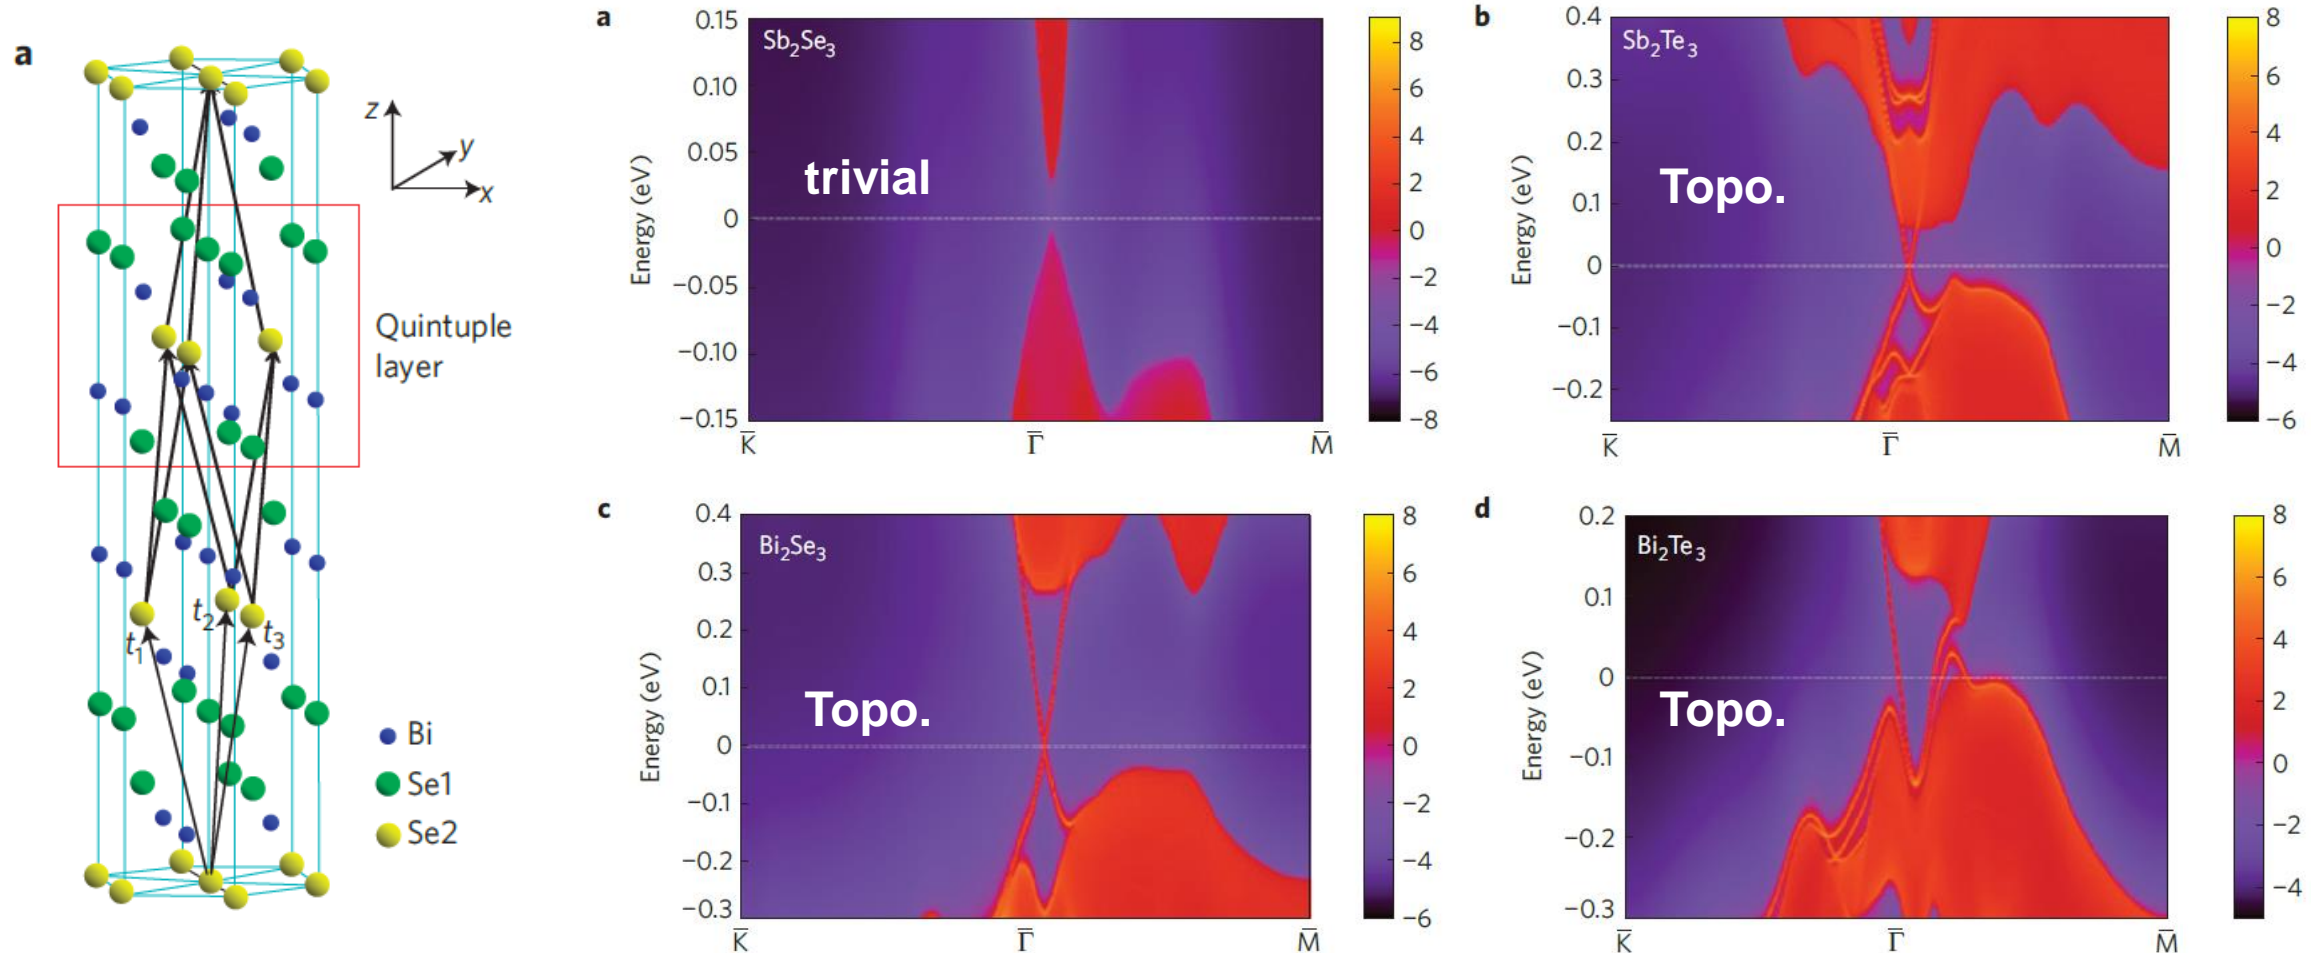 a
z
y
x
Quintuple
layer
t1
t2
t3
Bi
Se1
Se2
a
Sb2Se3
trivial
Energy (eV)
0.15
0.10
0.05
0
−0.05
−0.10
−0.15
K̅
Γ̅
M̅
8
6
4
2
0
−2
−4
−6
−8
b
Sb2Te3
Topo.
Energy (eV)
0.4
0.3
0.2
0.1
0
−0.1
−0.2
K̅
Γ̅
M̅
8
6
4
2
0
−2
−4
−6
c
Bi2Se3
Topo.
Energy (eV)
0.4
0.3
0.2
0.1
0
−0.1
−0.2
−0.3
K̅
Γ̅
M̅
8
6
4
2
0
−2
−4
−6
d
Bi2Te3
Topo.
Energy (eV)
0.2
0.1
0
−0.1
−0.2
−0.3
K̅
Γ̅
M̅
8
6
4
2
0
−2
−4